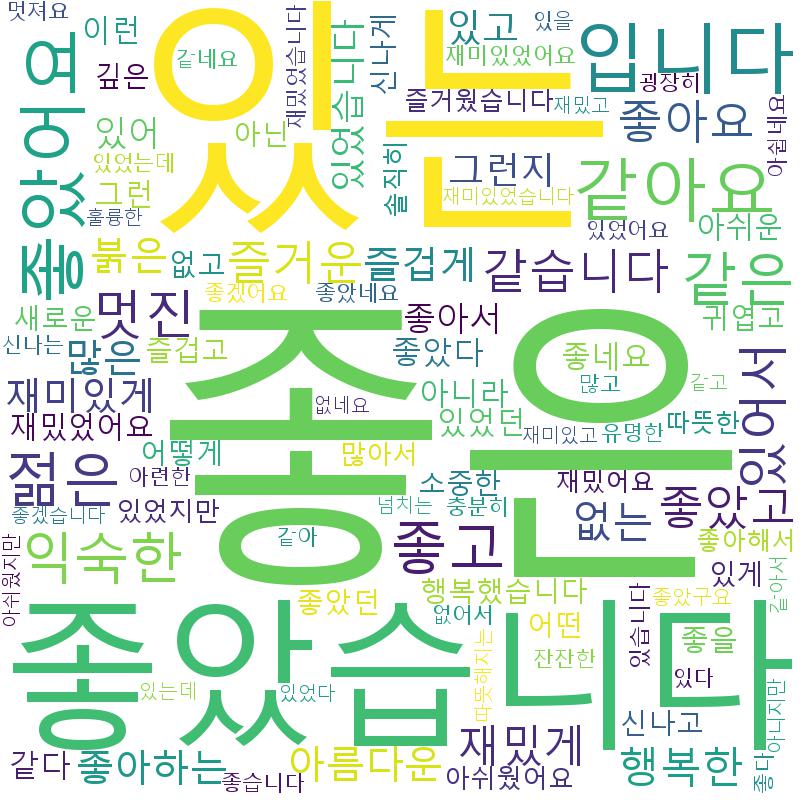 멋져요
이런
있는
있고
있을
입니다
좋았어요
깊은
같네요
재밌었습니다
있었습니다
신나게
재미있었어요
굉장히
즐거웠습니다
재밌고
좋아요
아쉽네요
있어
아닌
있었는데
그런
훌륭한
솔직히
그런지
재미있었습니다
같아요
있었어요
아쉬운
붉은
없고
즐거운
즐겁게
같습니다
같은
좋겠어요
좋았네요
새로운
멋진
좋은
좋아서
귀엽고
신나는
많은
즐겁고
좋았다
좋네요
있어서
재미있게
없네요
아니라
많고
같고
재밌었어요
있었던
재미있고
유명한
따뜻한
어떻게
많아서
젊은
아련한
소중한
재밌어요
좋았고
좋겠습니다
있었지만
넘치는
충분히
없는
아쉬웠지만
익숙한
같아
좋고
좋아해서
있게
같아서
행복했습니다
좋았던
없어서
어떤
있습니다
좋았구요
좋았습니다
따뜻해지는
잔잔한
좋을
있는데
있었다
있다
아니지만
신나고
같다
좋아하는
아름다운
재밌게
행복한
좋습니다
아쉬웠어요
좋다